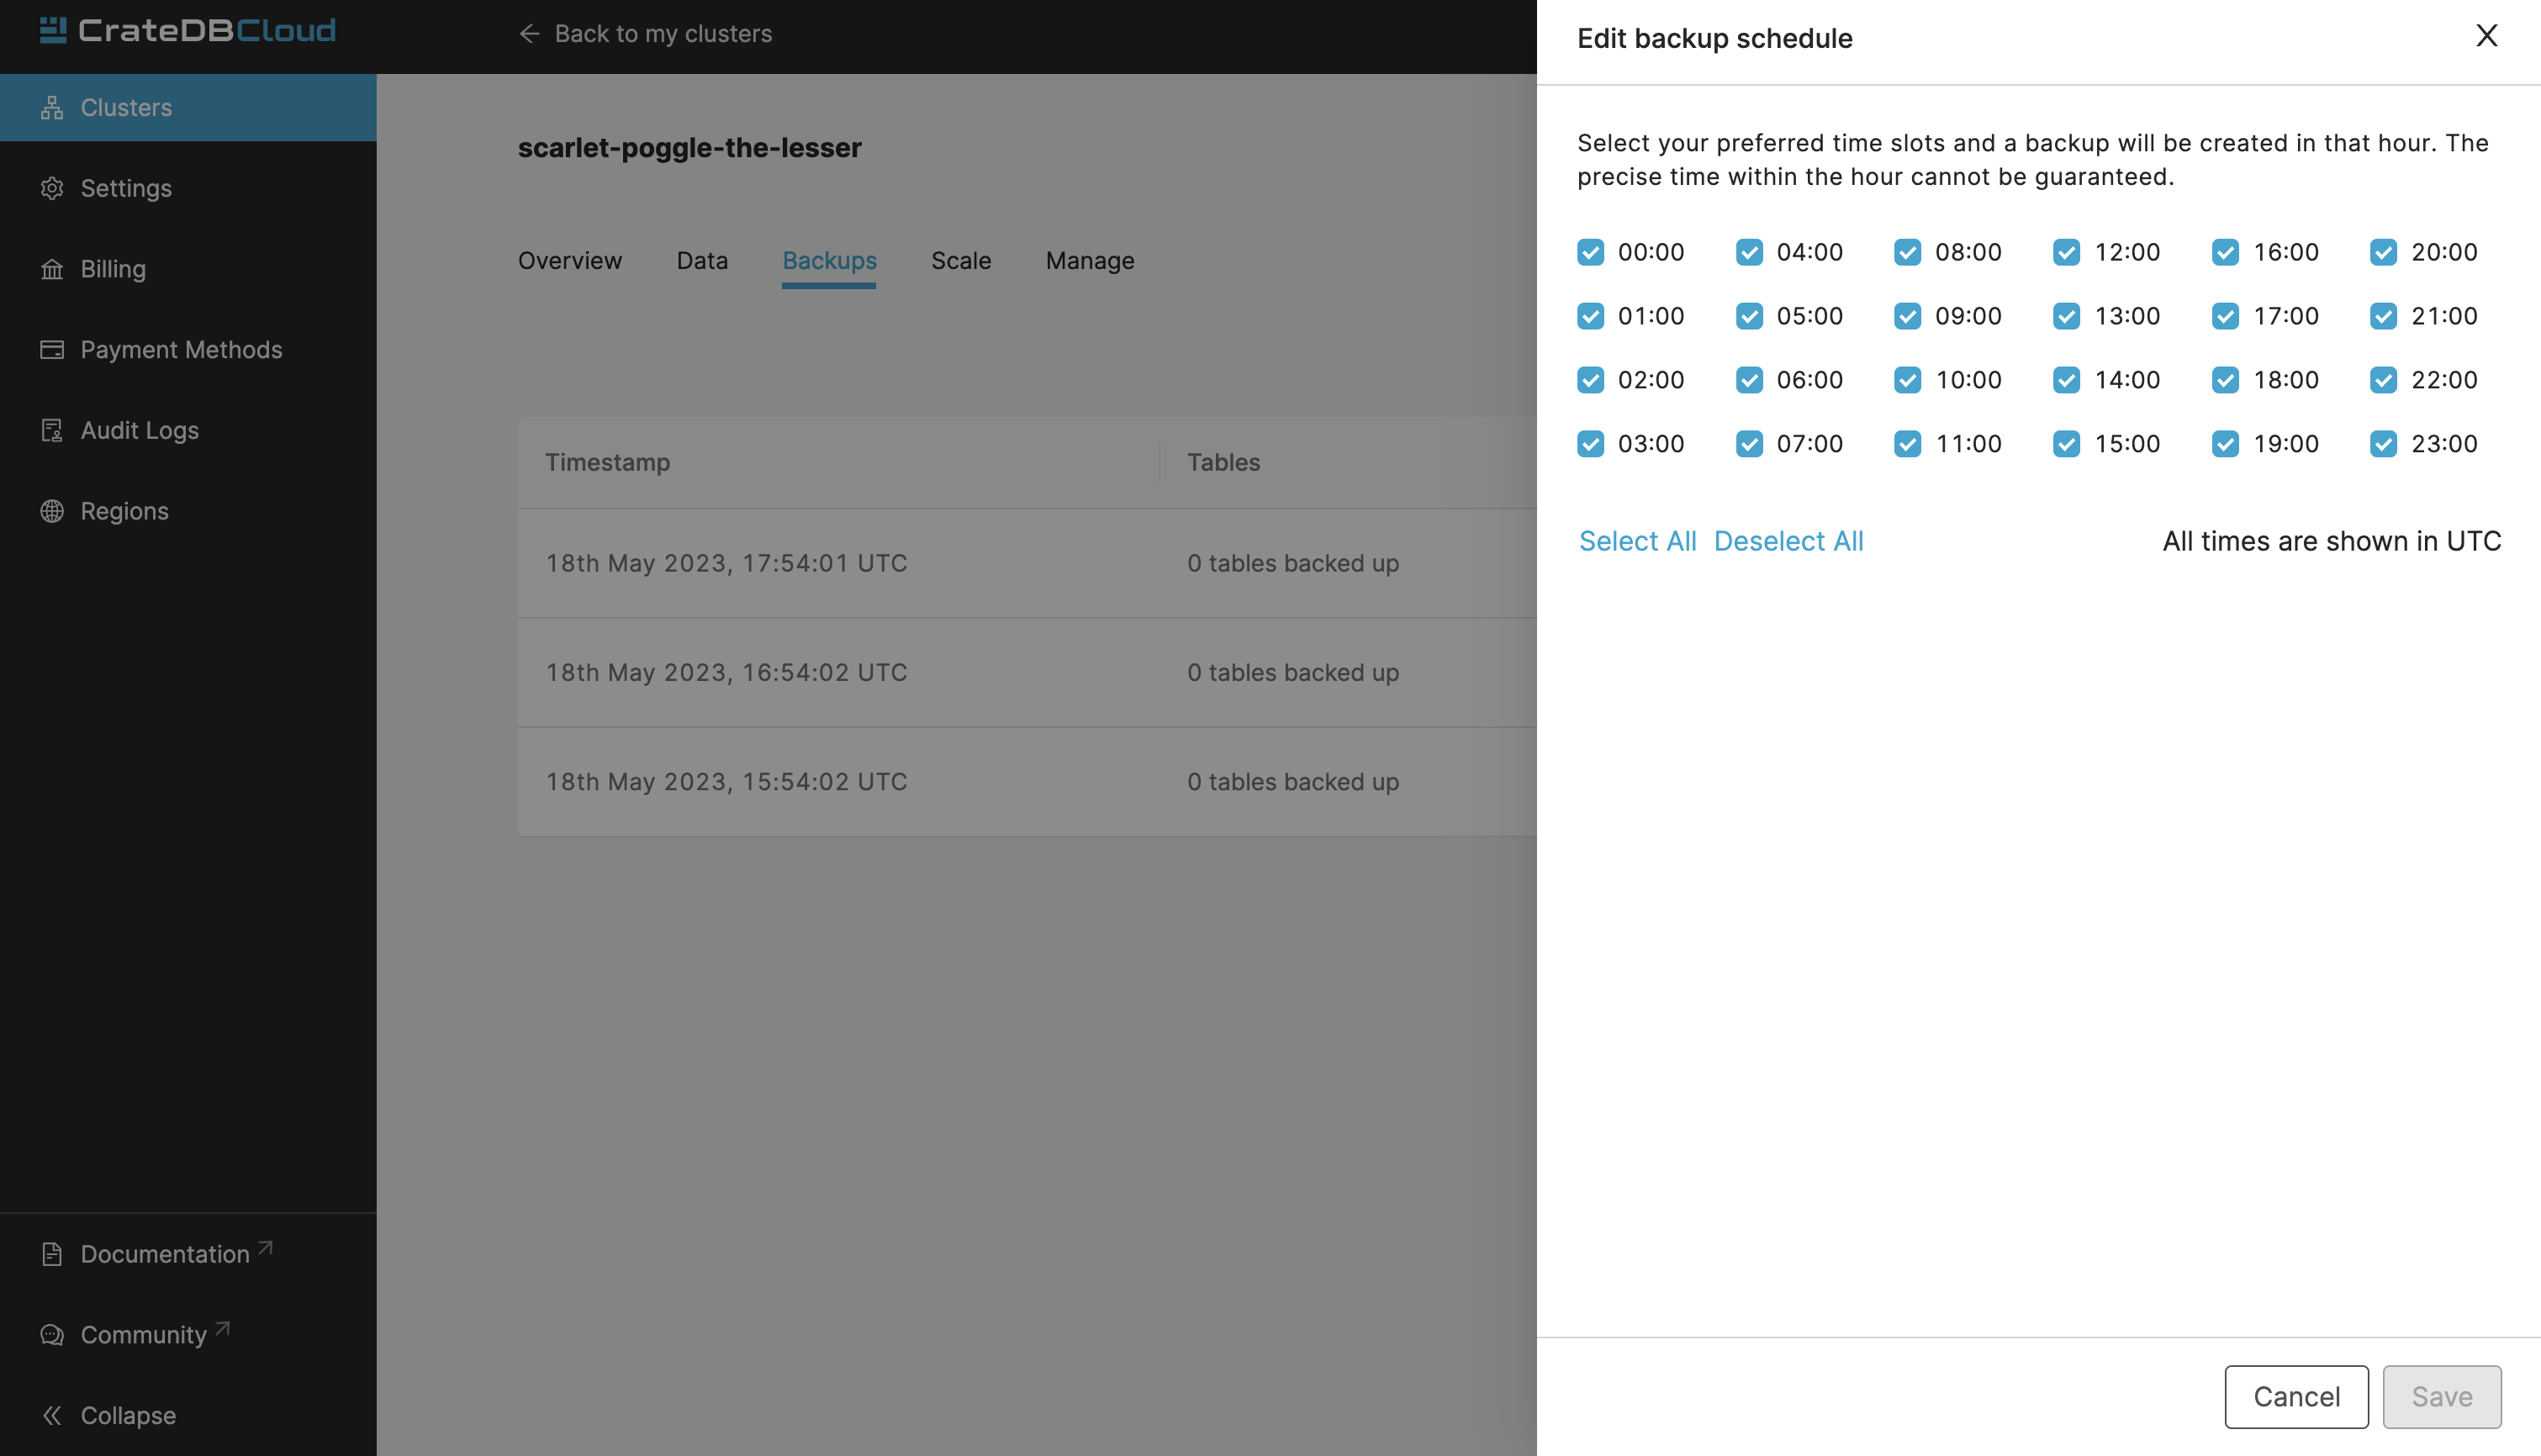 CrateDBCloud
Clusters
Settings
Billing
Payment Methods
Audit Logs
Regions
Documentation
Community
Collapse
Back to my clusters
scarlet-poggle-the-lesser
Overview Data Backups Scale Manage
Timestamp Tables
18th May 2023, 17:54:01 UTC 0 tables backed up
18th May 2023, 16:54:02 UTC 0 tables backed up
18th May 2023, 15:54:02 UTC 0 tables backed up
Edit backup schedule
Select your preferred time slots and a backup will be created in that hour. The
precise time within the hour cannot be guaranteed.
00:00 04:00 08:00 12:00 16:00 20:00
01:00 05:00 09:00 13:00 17:00 21:00
02:00 06:00 10:00 14:00 18:00 22:00
03:00 07:00 11:00 15:00 19:00 23:00
Select All Deselect All All times are shown in UTC
Cancel Save